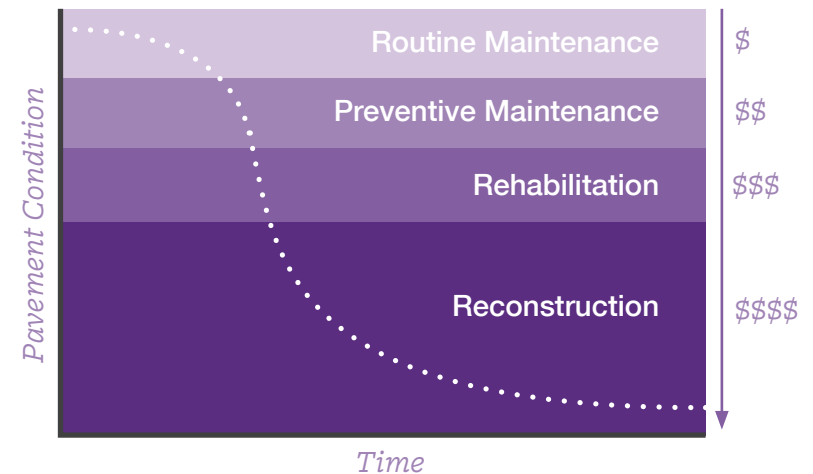 Routine Maintenance
$
Preventive Maintenance
$$
Rehabilitation
$$$
Reconstruction
$$$$
Pavement Condition
Time